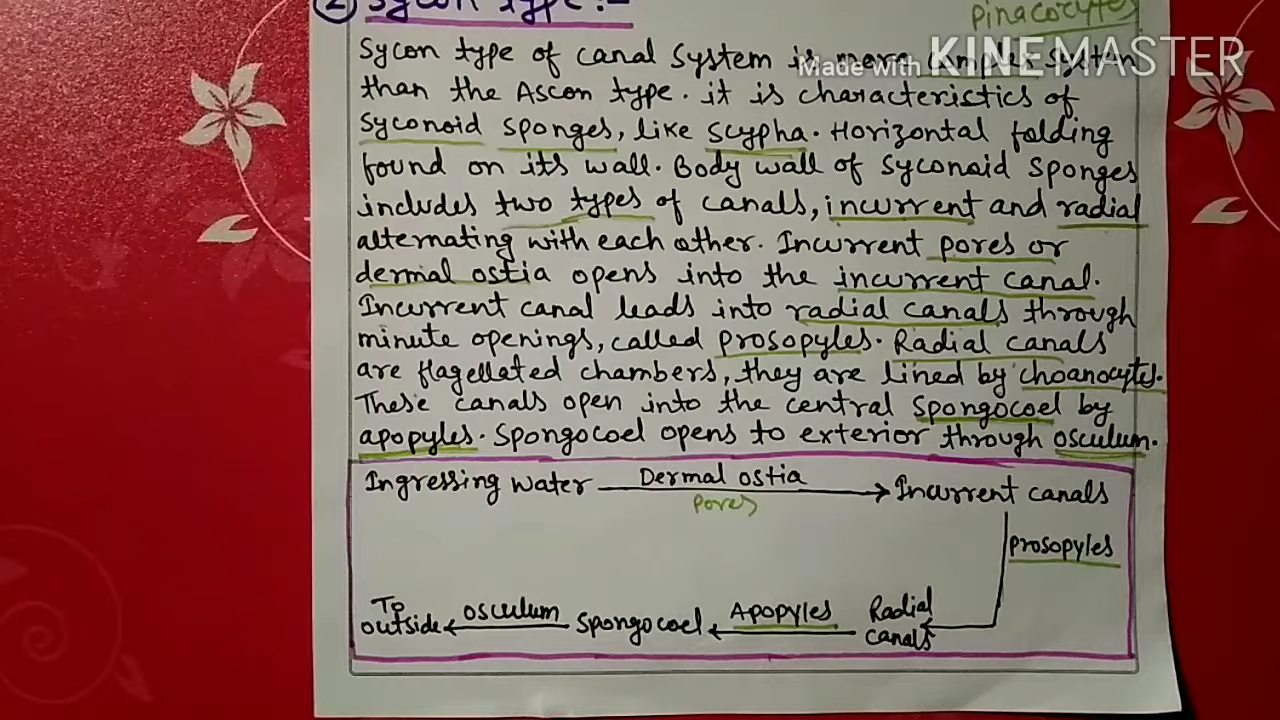 ② Sycon type :-
Pinacocytes
Sycon type of canal system is more complex system
Made with KINEMASTER
than the Ascon type. it is characteristics of
Syconoid sponges, like Scypha. Horizontal folding
found on its wall. Body wall of Syconoid Sponges
includes two types of canals, incurrent and radial
alternating with each other. Incurrent pores or
dermal ostia opens into the incurrent canal.
Incurrent canal leads into radial canals through
minute openings, called prosopyles. Radial canals
are flagellated chambers, they are lined by choanocytes.
These canals open into the central spongocoel by
apopyles. Spongocoel opens to exterior through osculum.
Ingressing water Dermal ostia → Incurrent canals
Pores
Prosopyles
To outside ← osculum Spongocoel ← Apopyles Radial canals